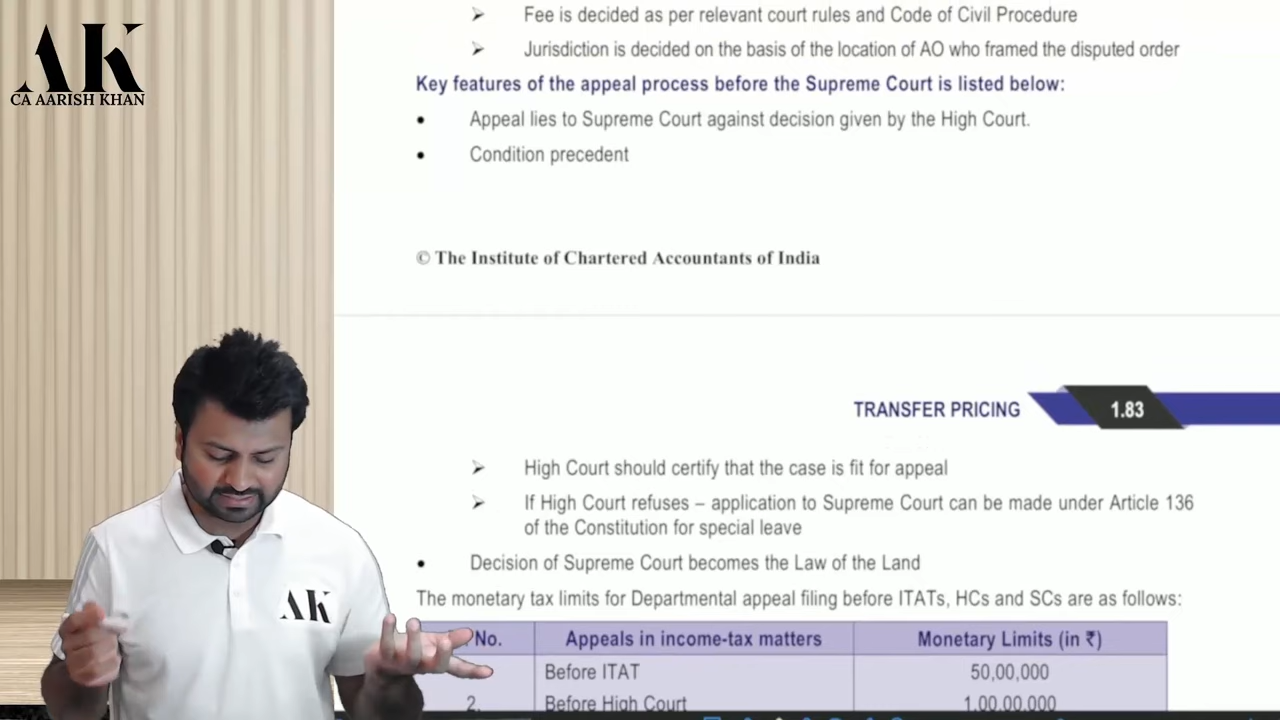 AK
CA AARISH KHAN
➢ Fee is decided as per relevant court rules and Code of Civil Procedure
➢ Jurisdiction is decided on the basis of the location of AO who framed the disputed order
Key features of the appeal process before the Supreme Court is listed below:
• Appeal lies to Supreme Court against decision given by the High Court.
• Condition precedent
© The Institute of Chartered Accountants of India
TRANSFER PRICING 1.83
➢ High Court should certify that the case is fit for appeal
➢ If High Court refuses – application to Supreme Court can be made under Article 136
of the Constitution for special leave
• Decision of Supreme Court becomes the Law of the Land
The monetary tax limits for Departmental appeal filing before ITATs, HCs and SCs are as follows:
No. Appeals in income-tax matters Monetary Limits (in ₹)
Before ITAT 50,00,000
2. Before High Court 1,00,00,000
AK